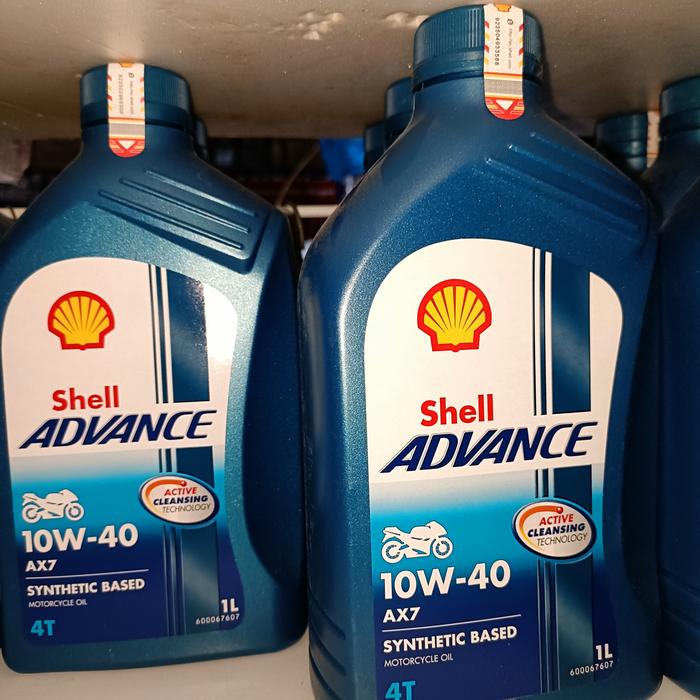 Shell
ADVANCE
ACTIVE
CLEANSING
TECHNOLOGY
10W-40
AX7
SYNTHETIC BASED
MOTORCYCLE OIL
4T
1L
600067607
Shell
ADVANCE
ACTIVE
CLEANSING
TECHNOLOGY
10W-40
AX7
SYNTHETIC BASED
MOTORCYCLE OIL
4T
1L
600067607